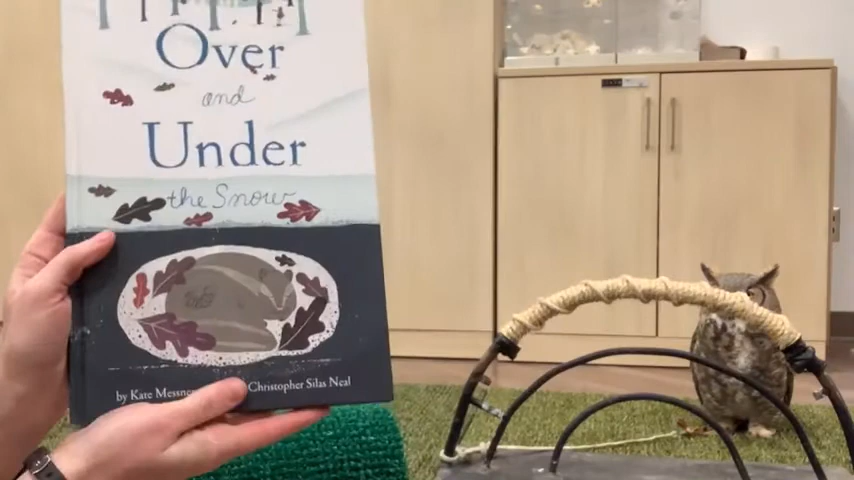 Over
and
Under
the Snow
by Kate Messner
Christopher Silas Neal